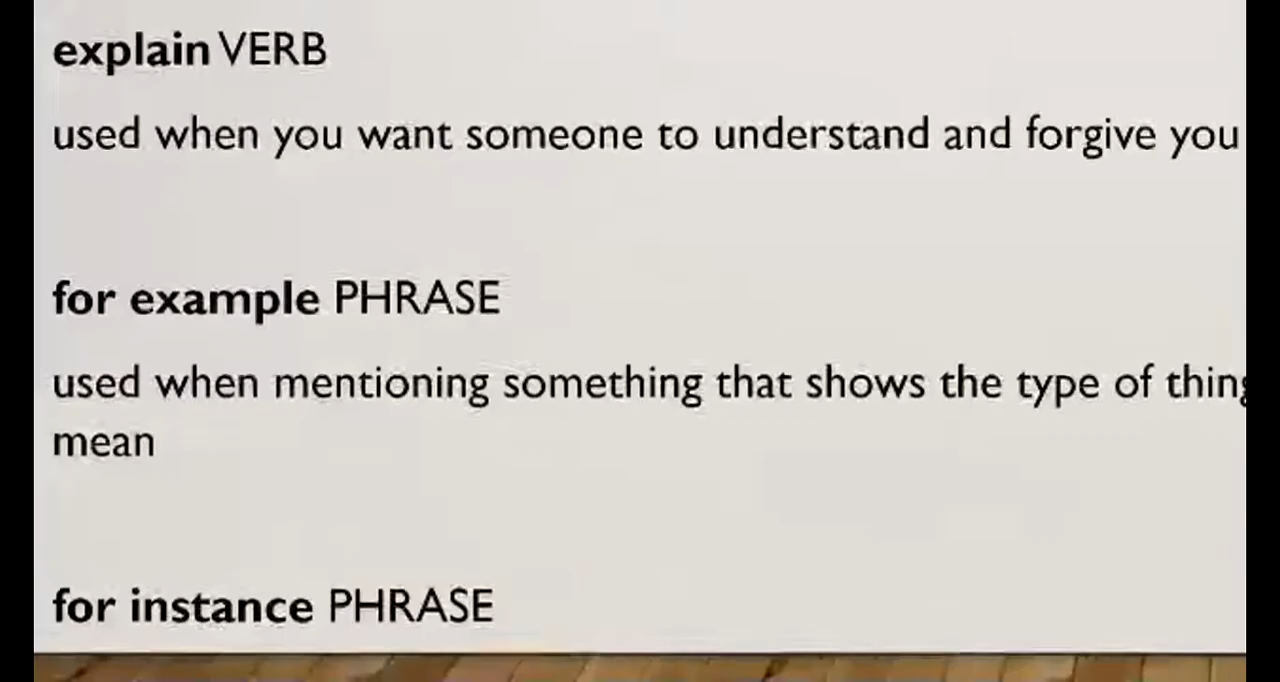 explain VERB
used when you want someone to understand and forgive you
for example PHRASE
used when mentioning something that shows the type of thing
mean
for instance PHRASE